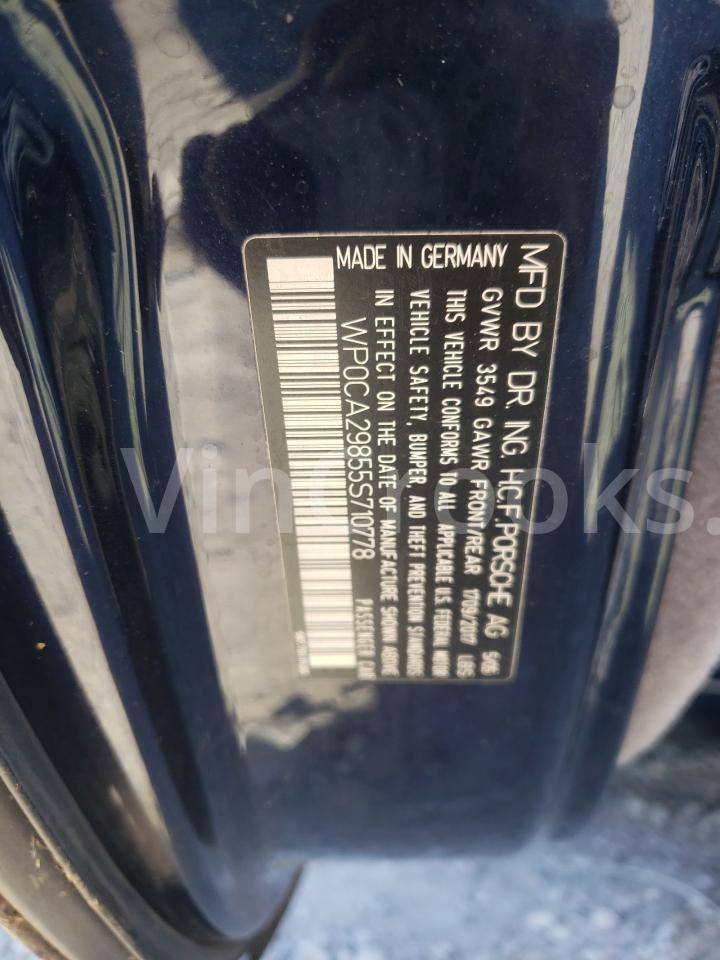 MFD BY DR. ING. H.C.F. PORSCHE AG
GVWR 3549 GAWR FRONT/REAR 1709/2017 LBS
THIS VEHICLE CONFORMS TO ALL APPLICABLE U.S. FEDERAL MOTOR
VEHICLE SAFETY, BUMPER, AND THEFT PREVENTION STANDARDS
IN EFFECT ON THE DATE OF MANUFACTURE SHOWN ABOVE
MADE IN GERMANY
WP0CA29855S710778
PASSENGER CAR
VinCrooks.